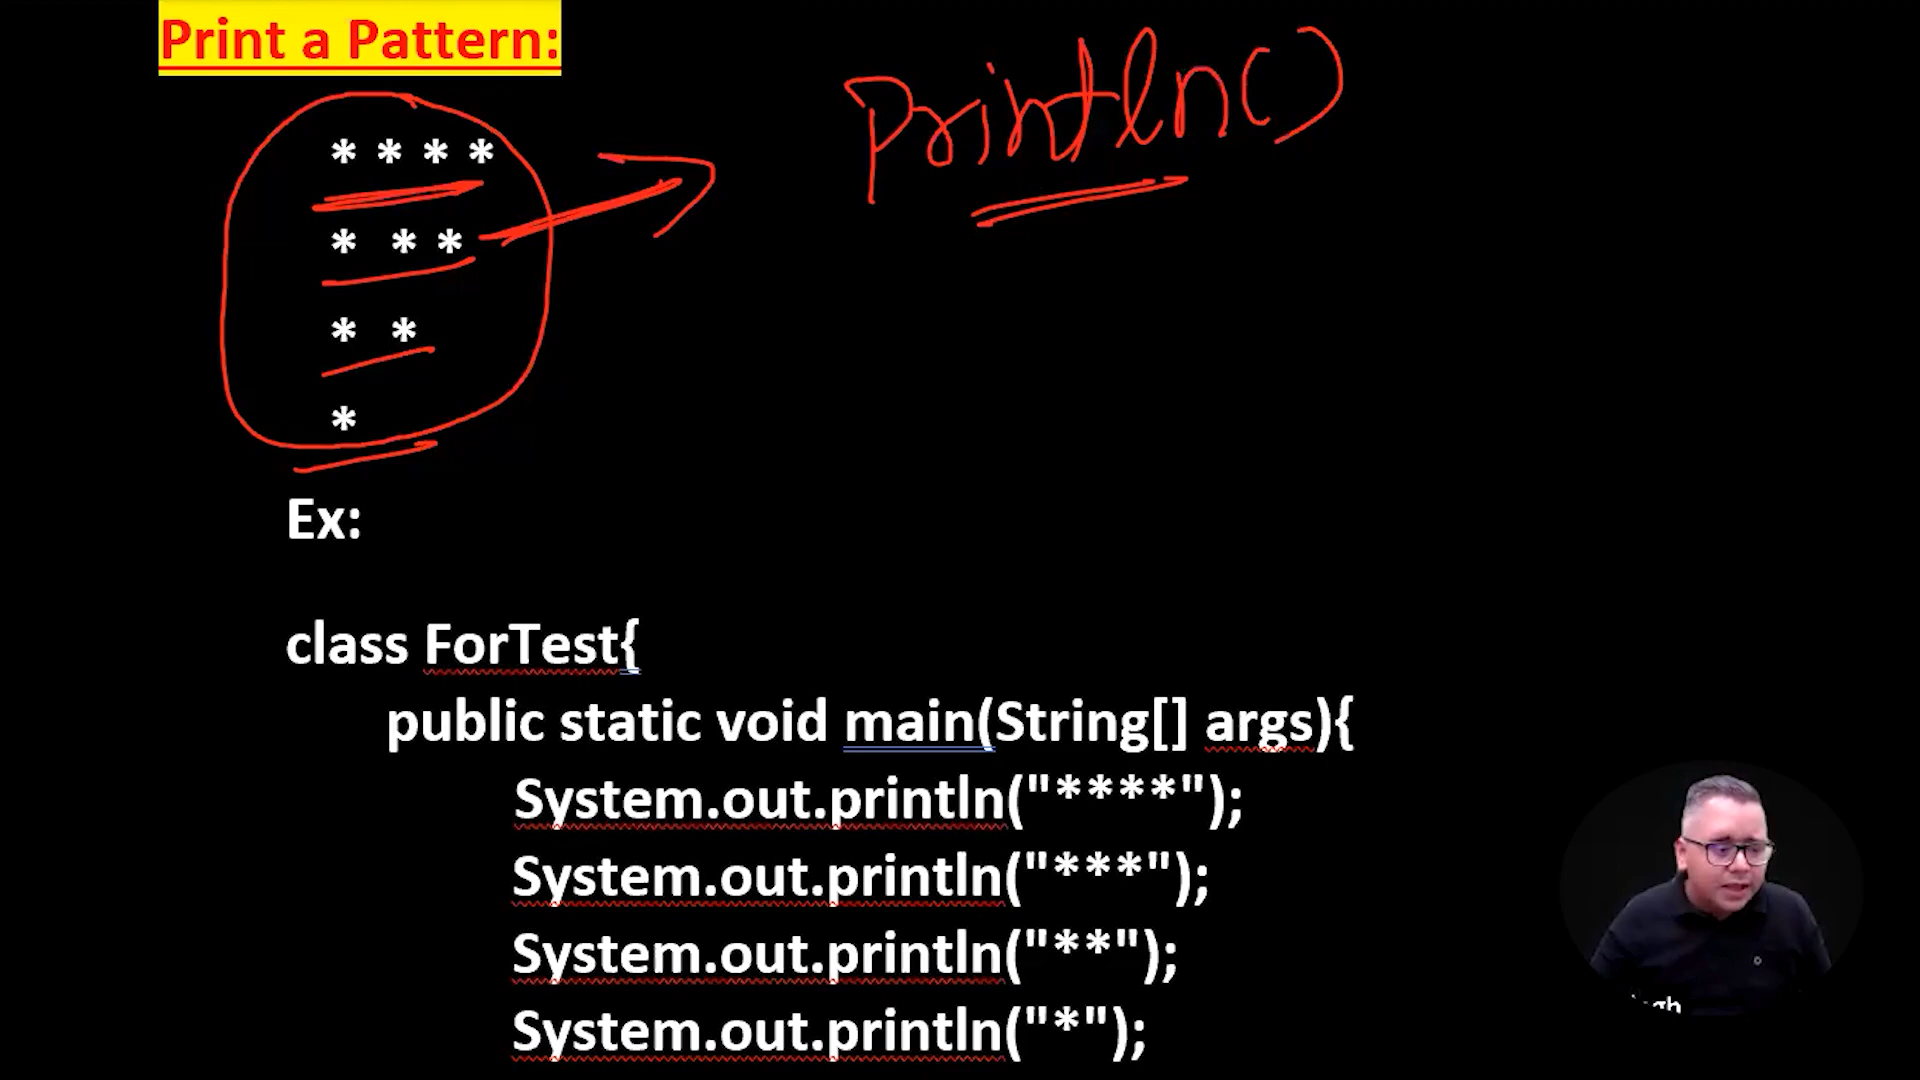 Print a Pattern:
println()
* * * *
* * *
* *
*
Ex:
class ForTest{
public static void main(String[] args){
System.out.println("****");
System.out.println("***");
System.out.println("**");
System.out.println("*");